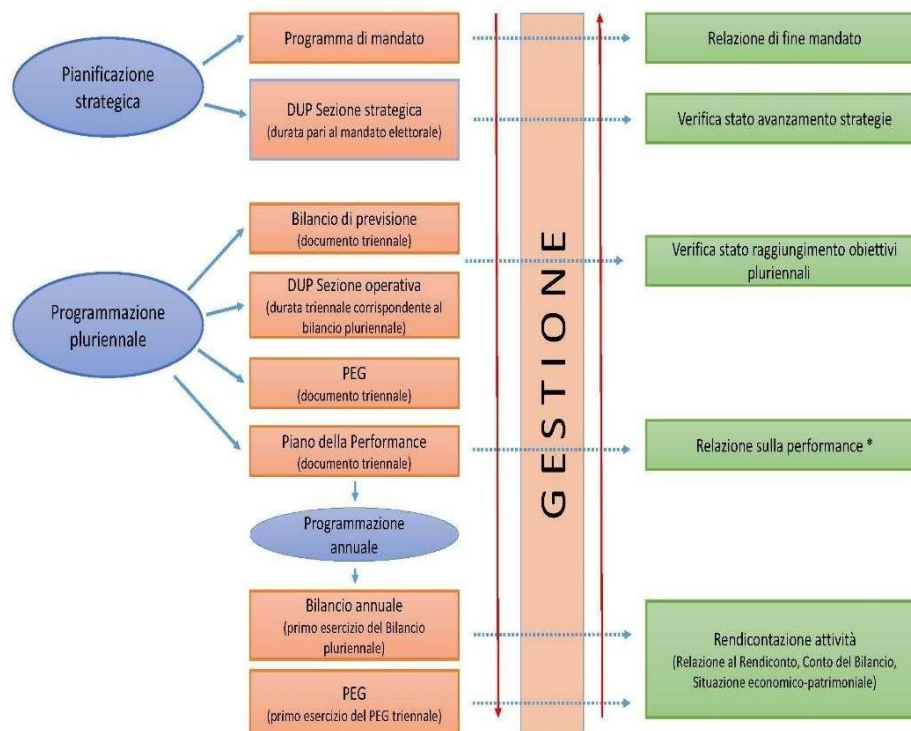 Pianificazione
strategica
Programma di mandato
Relazione di fine mandato
DUP Sezione strategica
(durata pari al mandato elettorale)
Verifica stato avanzamento strategie
Programmazione
pluriennale
Bilancio di previsione
(documento triennale)
DUP Sezione operativa
(durata triennale corrispondente al
bilancio pluriennale)
Verifica stato raggiungimento obiettivi
pluriennali
PEG
(documento triennale)
Piano della Performance
(documento triennale)
Relazione sulla performance *
GESTIONE
Programmazione
annuale
Bilancio annuale
(primo esercizio del Bilancio
pluriennale)
PEG
(primo esercizio del PEG triennale)
Rendicontazione attività
(Relazione al Rendiconto, Conto del Bilancio,
Situazione economico-patrimoniale)